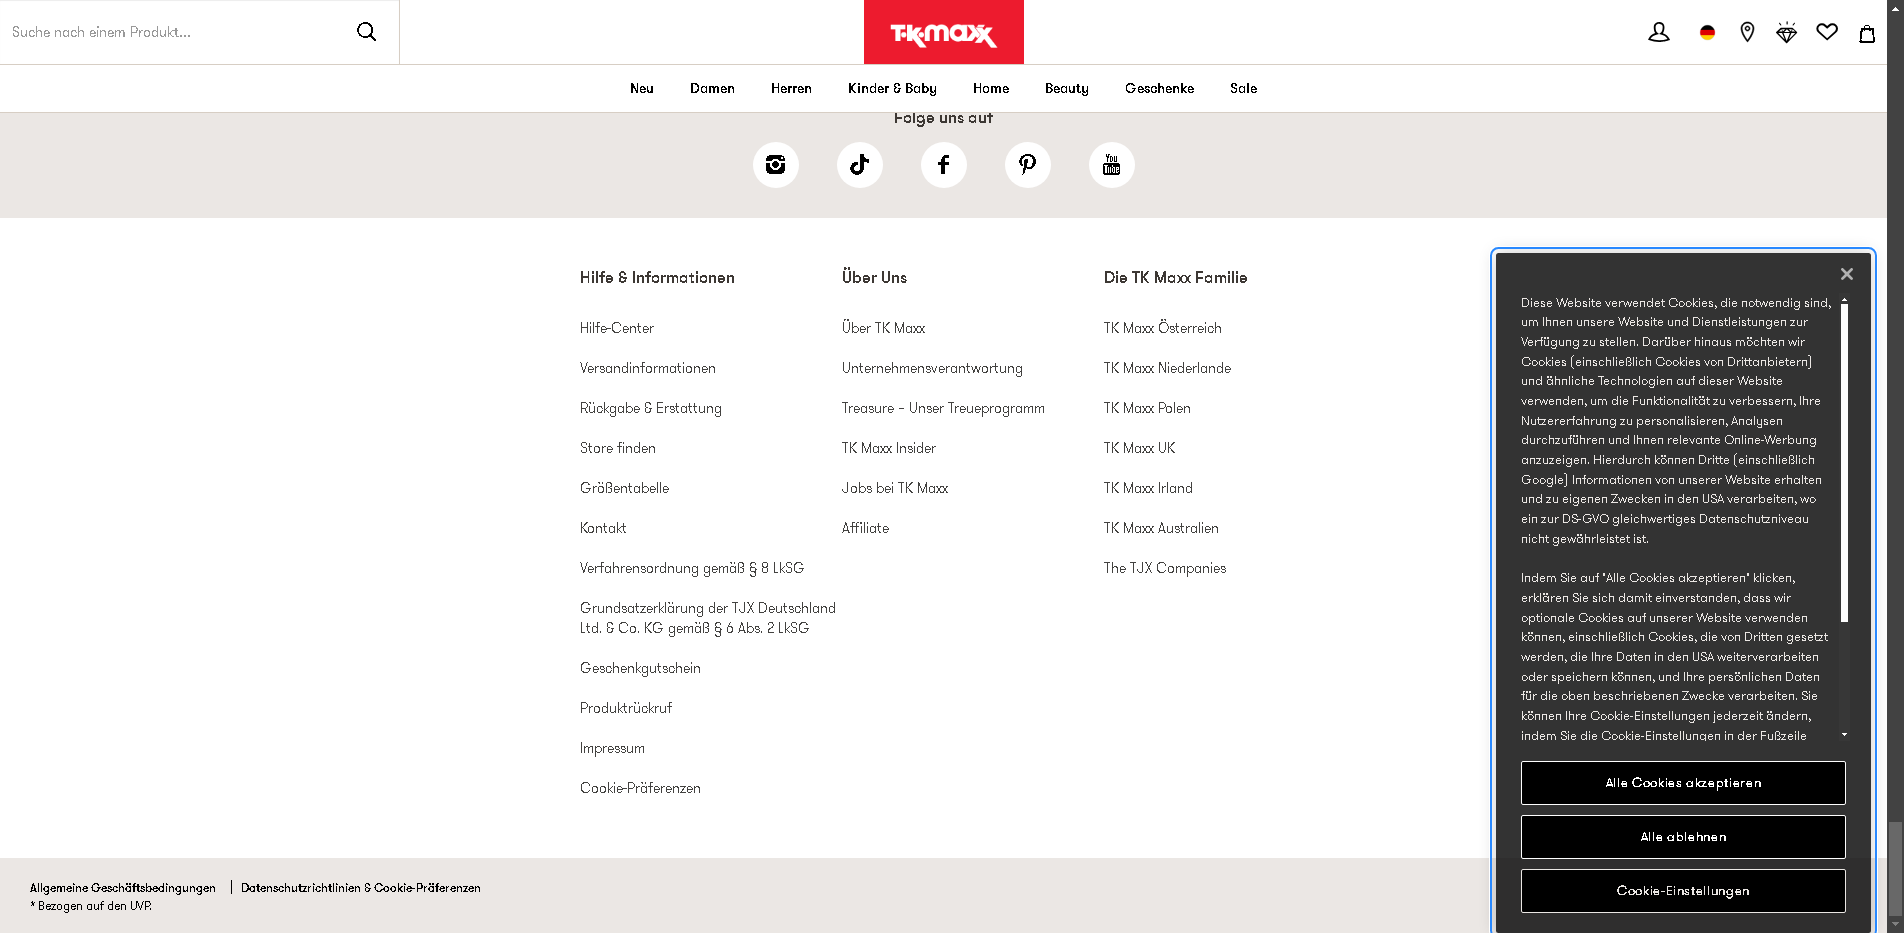 Suche nach einem Produkt...
T·K·maxx
Neu
Damen
Herren
Kinder & Baby
Home
Beauty
Geschenke
Sale
Folge uns auf
You
Tube
Hilfe & Informationen
Hilfe-Center
Versandinformationen
Rückgabe & Erstattung
Store finden
Größentabelle
Kontakt
Verfahrensordnung gemäß § 8 LkSG
Grundsatzerklärung der TJX Deutschland
Ltd. & Co. KG gemäß § 6 Abs. 2 LkSG
Geschenkgutschein
Produktrückruf
Impressum
Cookie-Präferenzen
Über Uns
Über TK Maxx
Unternehmensverantwortung
Treasure – Unser Treueprogramm
TK Maxx Insider
Jobs bei TK Maxx
Affiliate
Die TK Maxx Familie
TK Maxx Österreich
TK Maxx Niederlande
TK Maxx Polen
TK Maxx UK
TK Maxx Irland
TK Maxx Australien
The TJX Companies
Diese Website verwendet Cookies, die notwendig sind,
um Ihnen unsere Website und Dienstleistungen zur
Verfügung zu stellen. Darüber hinaus möchten wir
Cookies (einschließlich Cookies von Drittanbietern)
und ähnliche Technologien auf dieser Website
verwenden, um die Funktionalität zu verbessern, Ihre
Nutzererfahrung zu personalisieren, Analysen
durchzuführen und Ihnen relevante Online-Werbung
anzuzeigen. Hierdurch können Dritte (einschließlich
Google) Informationen von unserer Website erhalten
und zu eigenen Zwecken in den USA verarbeiten, wo
ein zur DS-GVO gleichwertiges Datenschutzniveau
nicht gewährleistet ist.
Indem Sie auf "Alle Cookies akzeptieren" klicken,
erklären Sie sich damit einverstanden, dass wir
optionale Cookies auf unserer Website verwenden
können, einschließlich Cookies, die von Dritten gesetzt
werden, die Ihre Daten in den USA weiterverarbeiten
oder speichern können, und Ihre persönlichen Daten
für die oben beschriebenen Zwecke verarbeiten. Sie
können Ihre Cookie-Einstellungen jederzeit ändern,
indem Sie die Cookie-Einstellungen in der Fußzeile
Alle Cookies akzeptieren
Alle ablehnen
Cookie-Einstellungen
Allgemeine Geschäftsbedingungen
Datenschutzrichtlinien & Cookie-Präferenzen
* Bezogen auf den UVP.